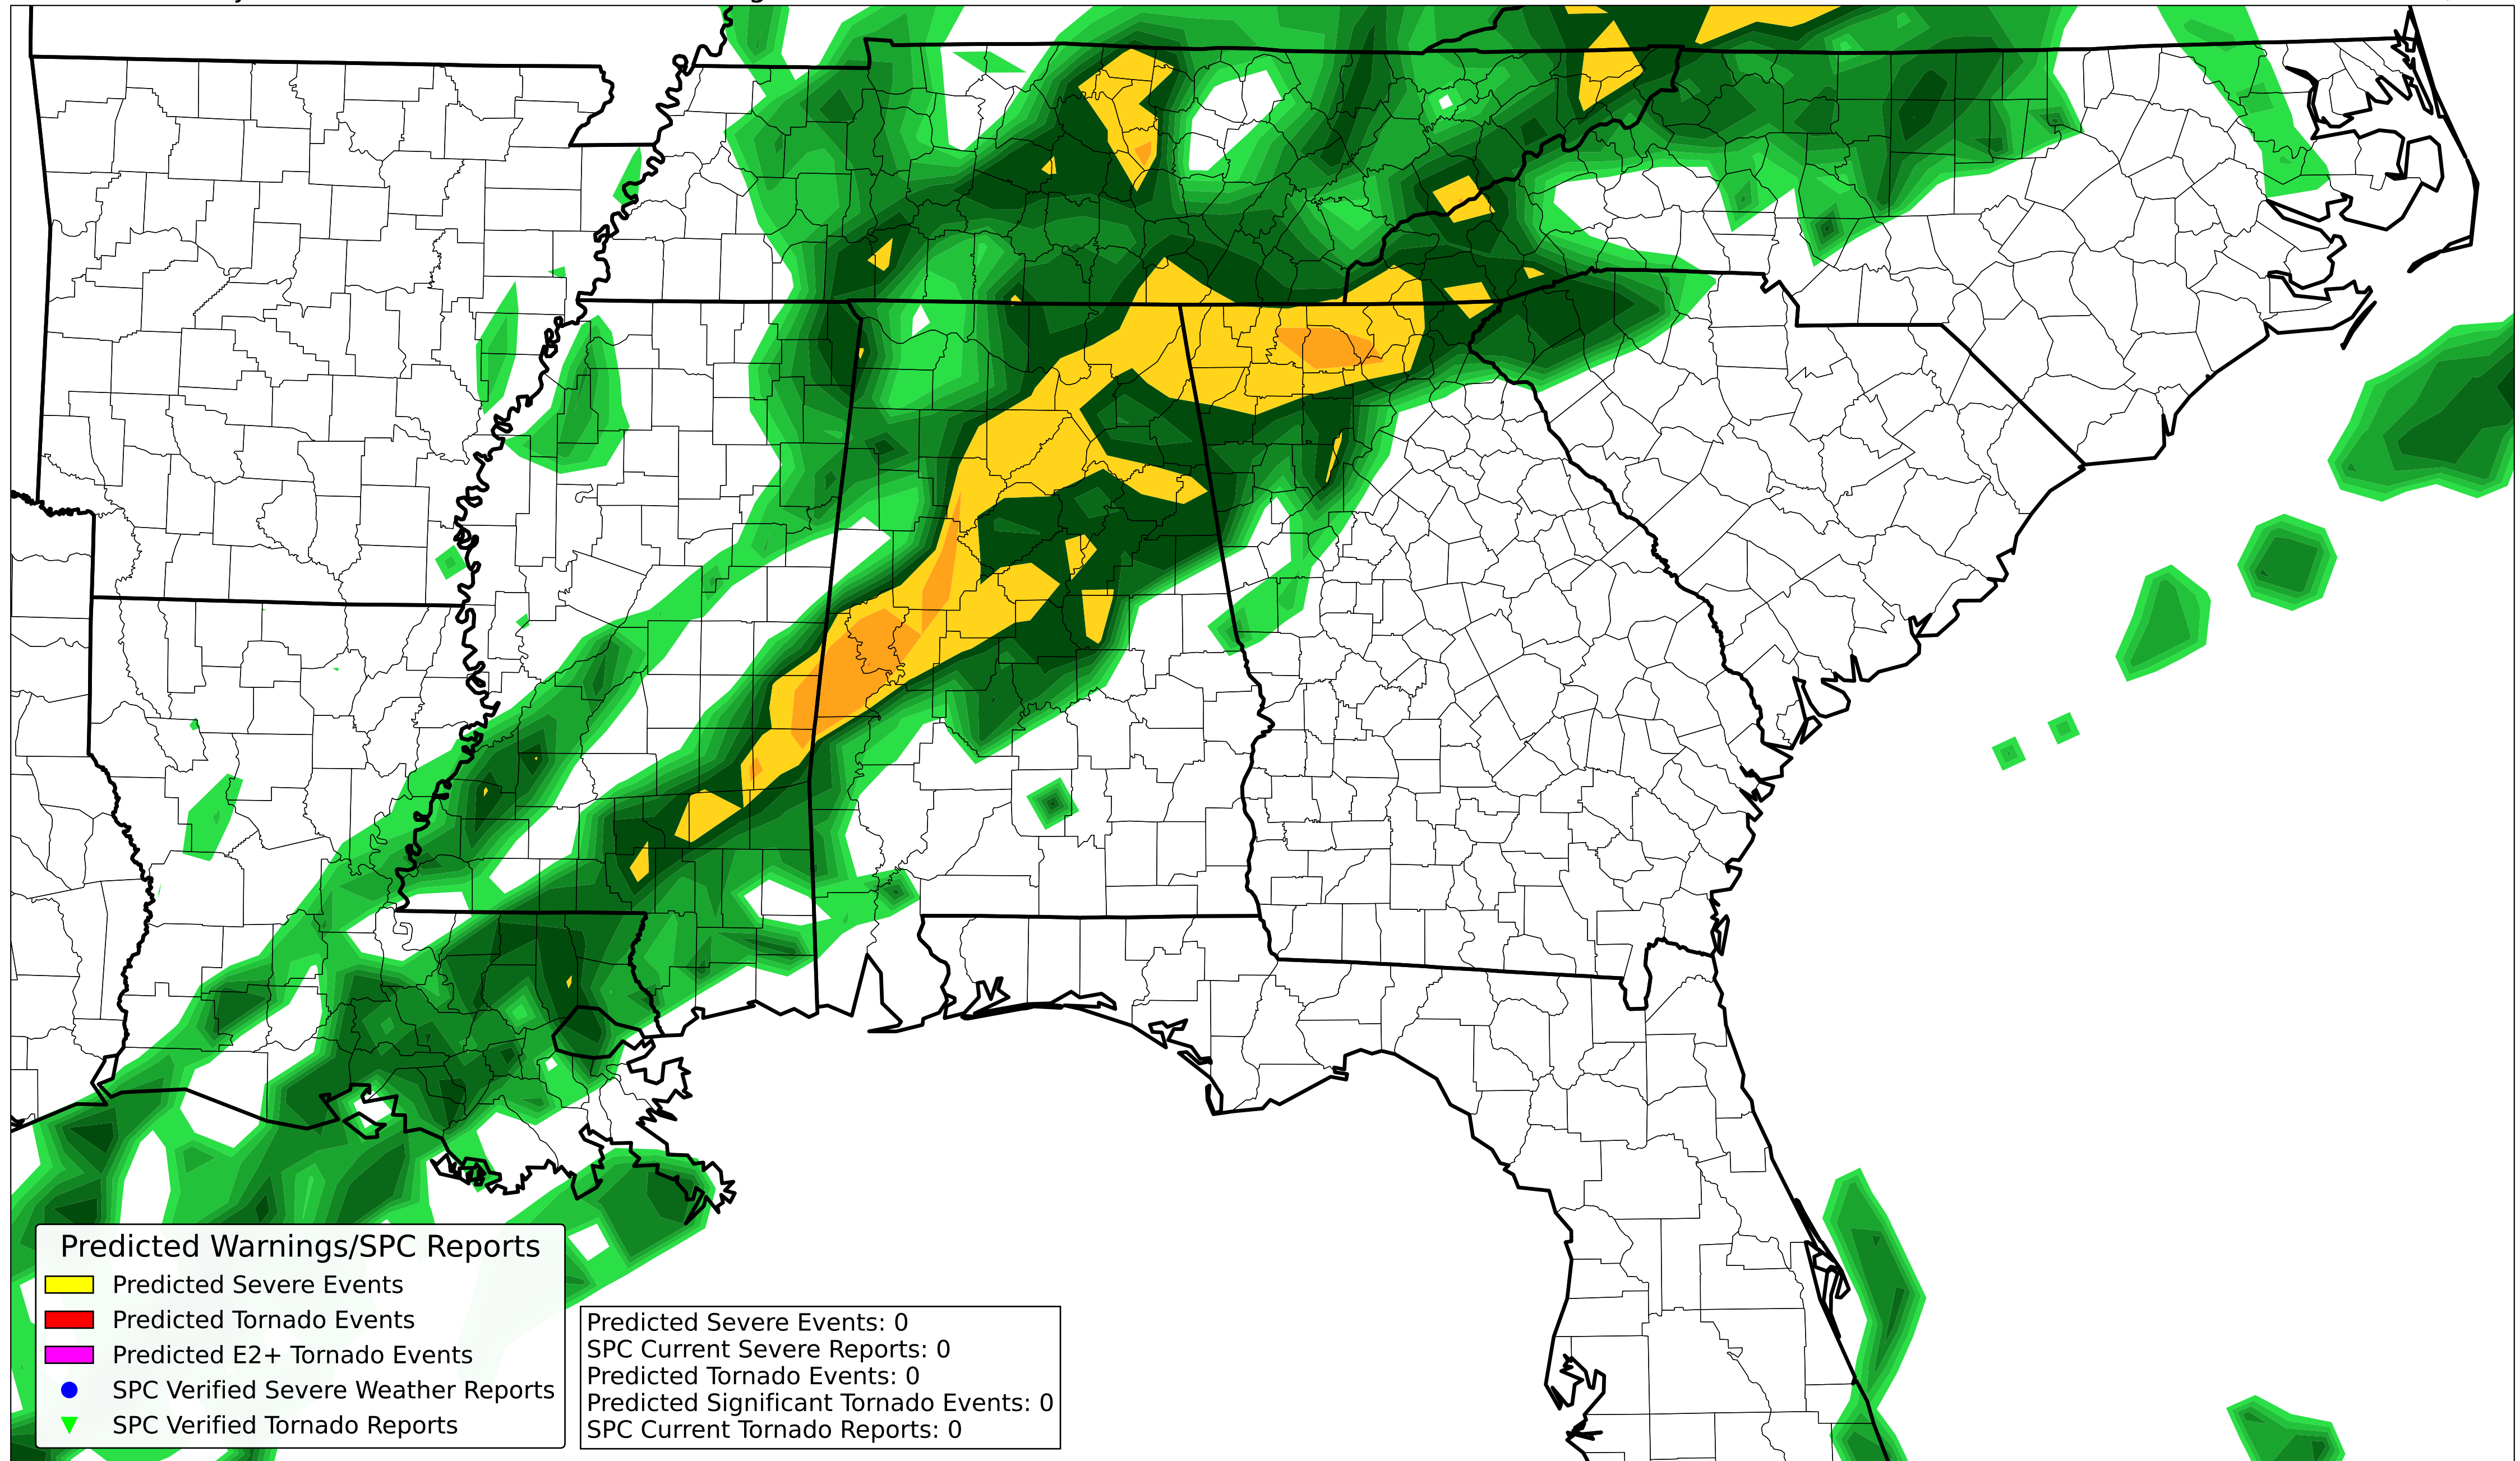 Predicted Warnings/SPC Reports
Predicted Severe Events
Predicted Tornado Events
Predicted E2+ Tornado Events
SPC Verified Severe Weather Reports
SPC Verified Tornado Reports
Predicted Severe Events: 0
SPC Current Severe Reports: 0
Predicted Tornado Events: 0
Predicted Significant Tornado Events: 0
SPC Current Tornado Reports: 0